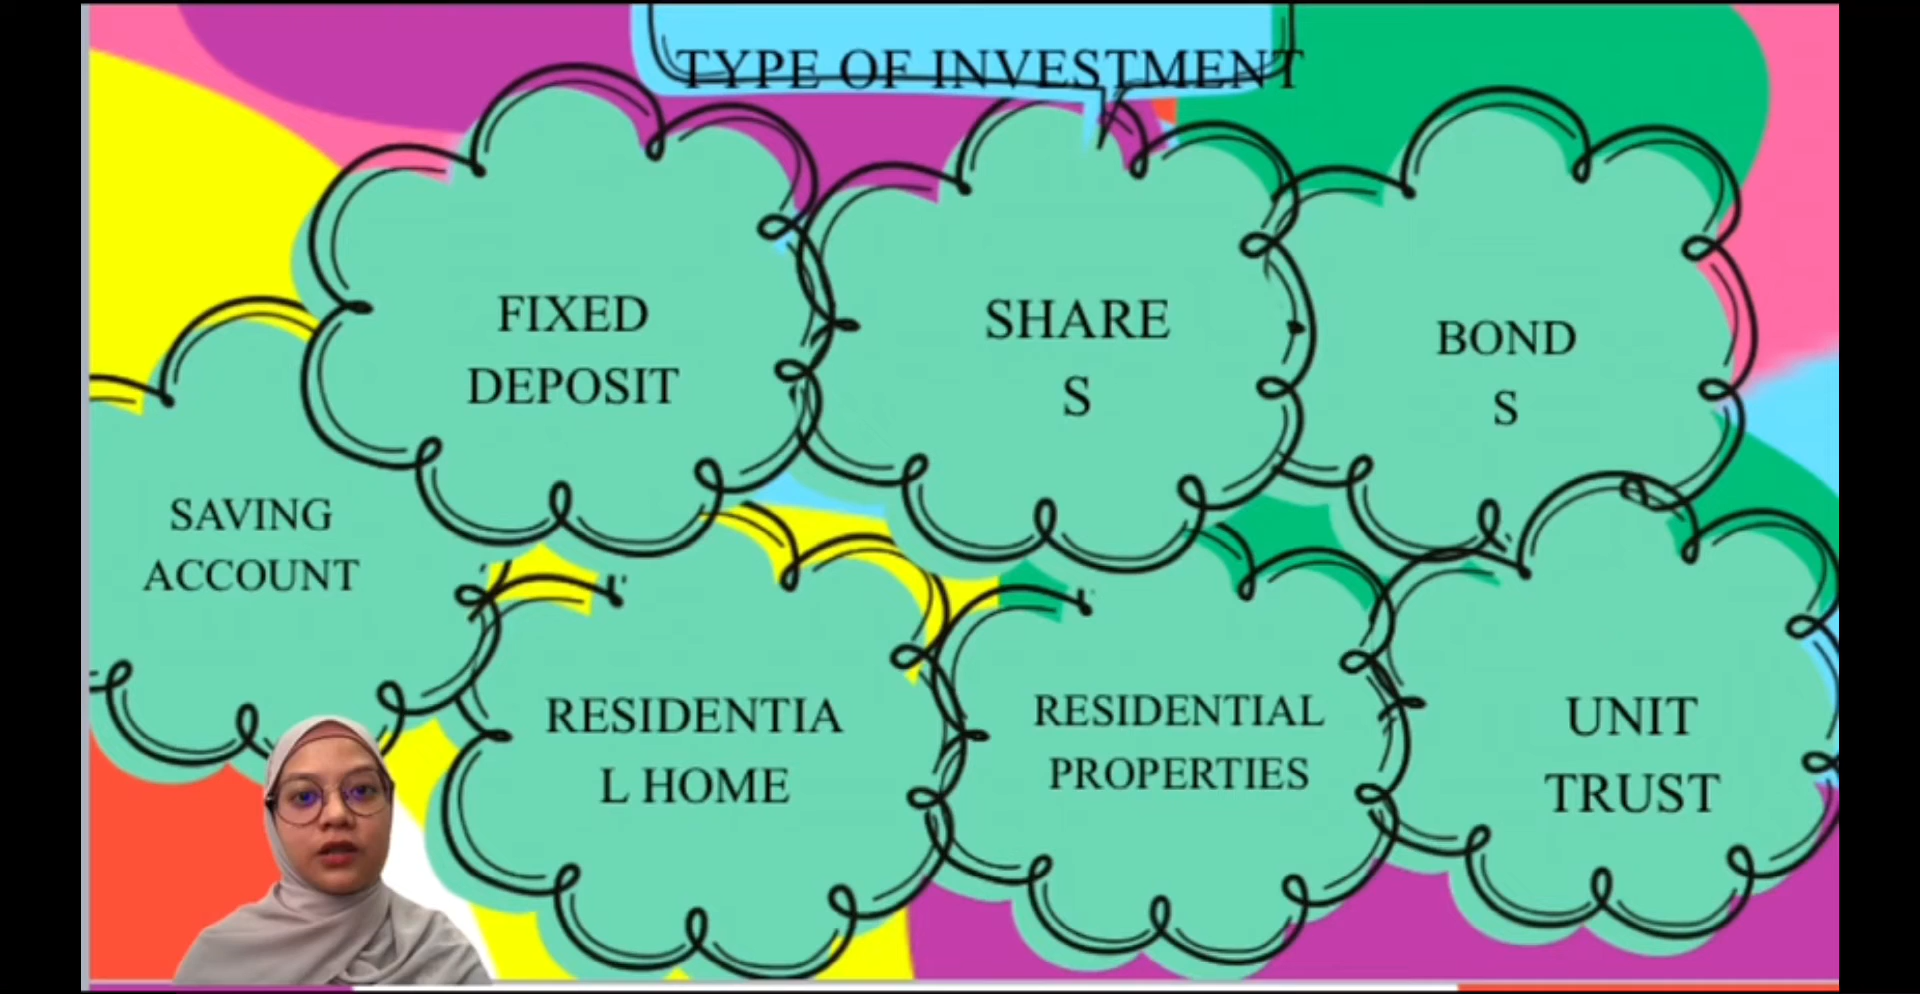 TYPE OF INVESTMENT
FIXED
DEPOSIT
SHARE
S
BOND
S
SAVING
ACCOUNT
RESIDENTIA
L HOME
RESIDENTIAL
PROPERTIES
UNIT
TRUST